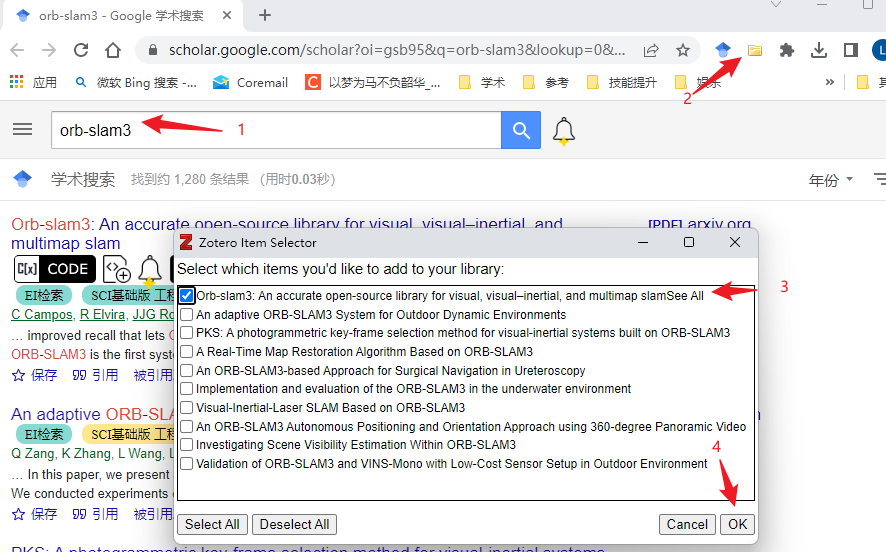 orb-slam3 - Google 学术搜索
scholar.google.com/scholar?oi=gsb95&q=orb-slam3&lookup=0&...
2
应用
微软 Bing 搜索 -...
Coremail
以梦为马不负韶华_...
学术
参考
技能提升
娱乐
»
orb-slam3
1
学术搜索
找到约 1,280 条结果 (用时0.03秒)
年份
Orb-slam3: An accurate open-source library for visual, visual–inertial, and
multimap slam
[PDF] arxiv.org
CODE
EI检索
SCI基础版 工程
C Campos, R Elvira, JJG
... improved recall that lets
ORB-SLAM3 is the first
保存
引用
被引用
An adaptive
EI检索
SCI基础版 工程
Q Zang, K Zhang, L Wang,
... In this paper, we present
We conducted experiments
保存
引用
PKS: A photogrammetric key-frame selection method for visual-inertial systems
Zotero Item Selector
Select which items you'd like to add to your library:
Orb-slam3: An accurate open-source library for visual, visual–inertial, and multimap slamSee All
3
An adaptive ORB-SLAM3 System for Outdoor Dynamic Environments
PKS: A photogrammetric key-frame selection method for visual-inertial systems built on ORB-SLAM3
A Real-Time Map Restoration Algorithm Based on ORB-SLAM3
An ORB-SLAM3-based Approach for Surgical Navigation in Ureteroscopy
Implementation and evaluation of the ORB-SLAM3 in the underwater environment
Visual-Inertial-Laser SLAM Based on ORB-SLAM3
An ORB-SLAM3 Autonomous Positioning and Orientation Approach using 360-degree Panoramic Video
Investigating Scene Visibility Estimation Within ORB-SLAM3
4
Validation of ORB-SLAM3 and VINS-Mono with Low-Cost Sensor Setup in Outdoor Environment
Select All
Deselect All
Cancel
OK